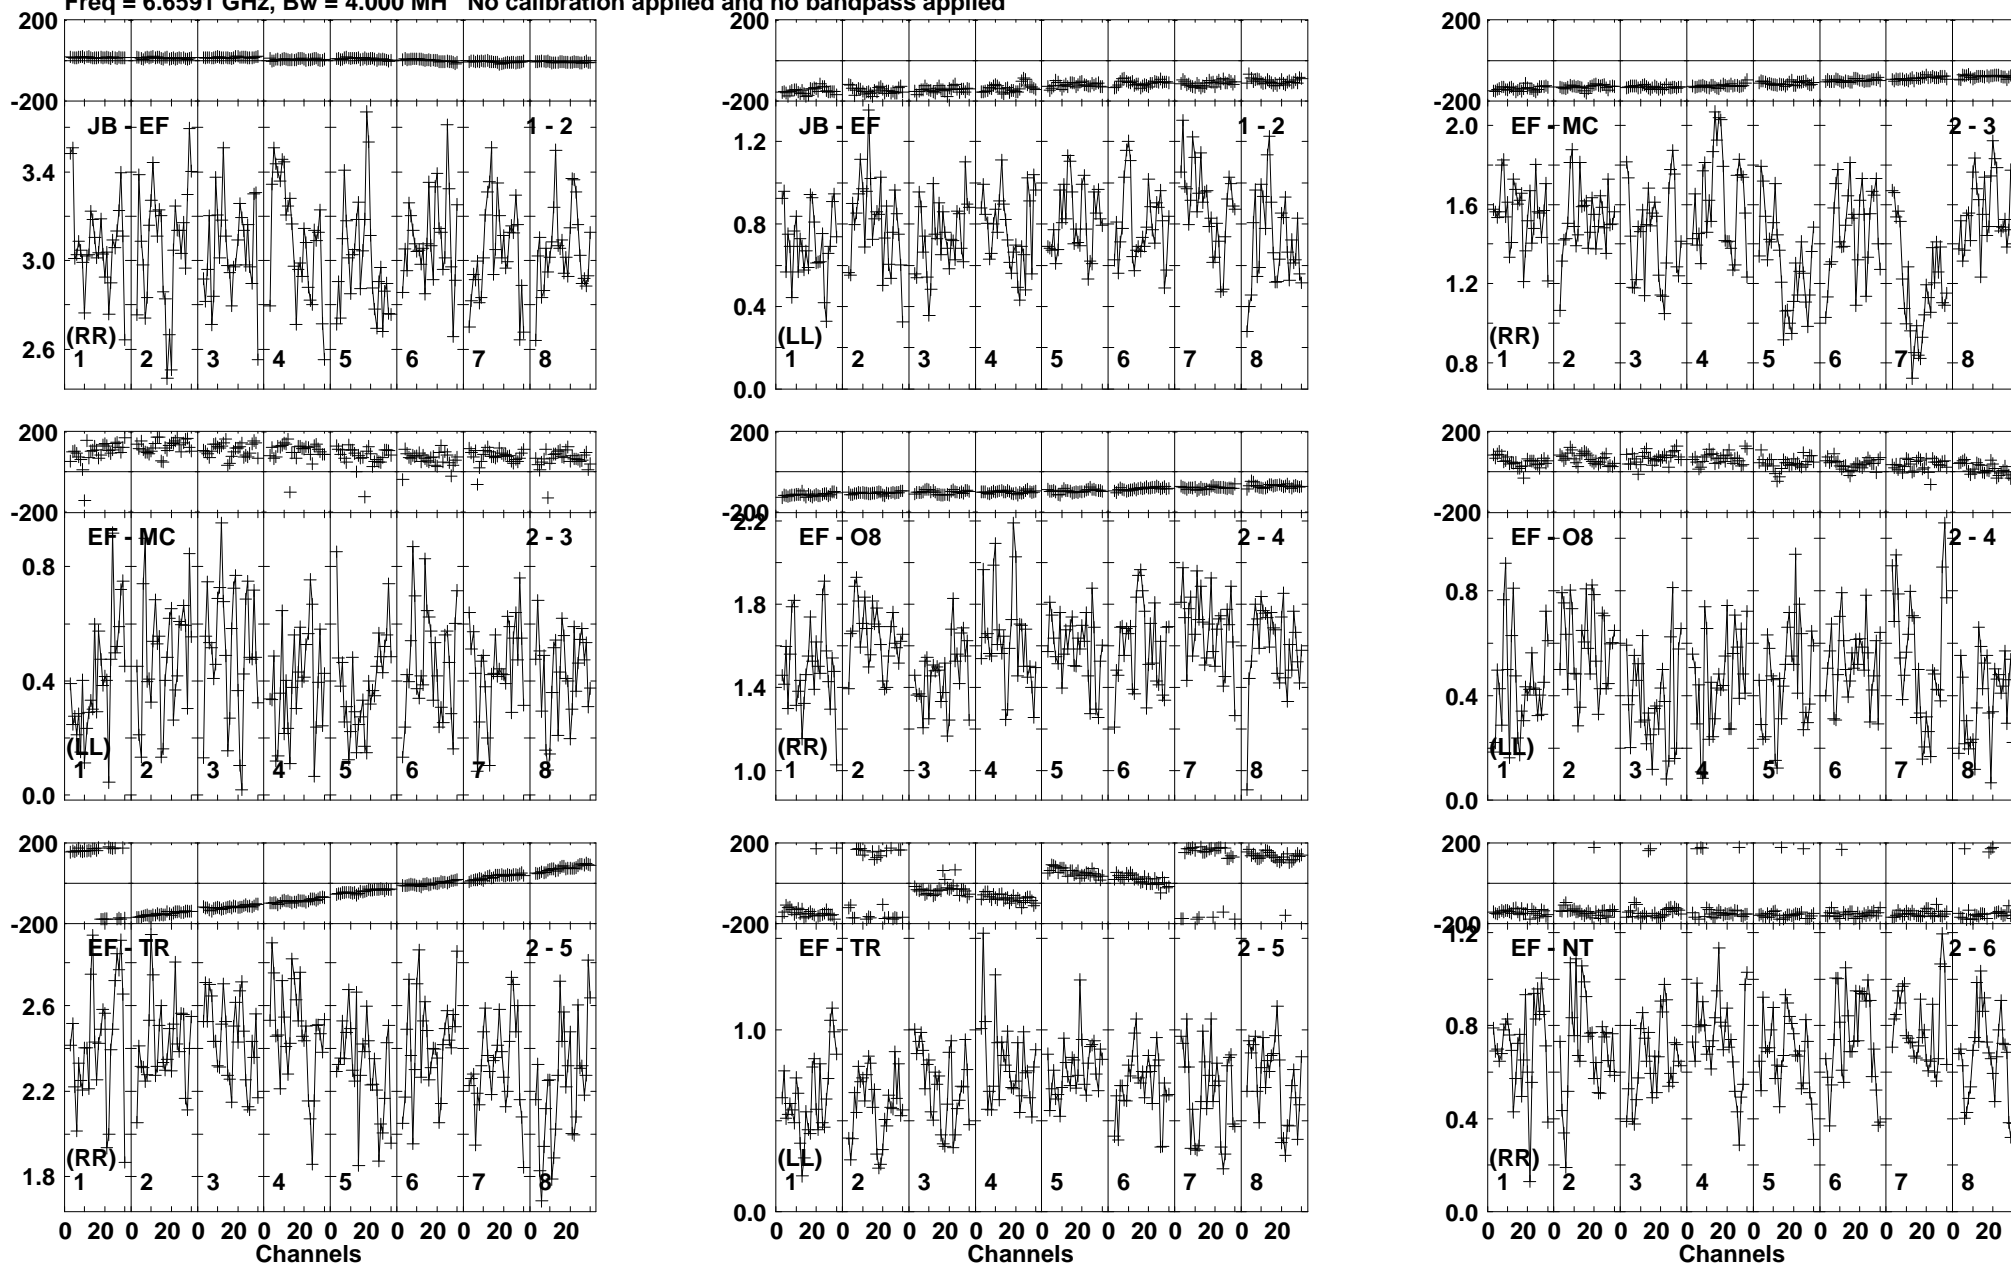 Freq = 6.6591 GHz, Bw = 4.000 MH No calibration applied and no bandpass applied
200
-200
JB - EF
1 - 2
3.4
3.0
2.6
(RR)
1 2 3 4 5 6 7 8
JB - EF
1 - 2
200
-200
1.2
0.8
0.4
0.0
(LL)
1 2 3 4 5 6 7 8
200
-200
EF - MC
2 - 3
2.0
1.6
1.2
0.8
(RR)
1 2 3 4 5 6 7 8
200
-200
EF - MC
2 - 3
0.8
0.4
0.0
(LL)
1 2 3 4 5 6 7 8
200
-200
2.2
EF - O8
2 - 4
1.8
1.4
1.0
(RR)
1 2 3 4 5 6 7 8
200
-200
EF - O8
2 - 4
0.8
0.4
0.0
(LL)
1 2 3 4 5 6 7 8
200
-200
EF - TR
2 - 5
2.6
2.2
1.8
(RR)
1 2 3 4 5 6 7 8
0 20 0 20 0 20 0 20 0 20 0 20 0 20 0 20
Channels
200
-200
EF - TR
2 - 5
1.0
0.0
(LL)
1 2 3 4 5 6 7 8
0 20 0 20 0 20 0 20 0 20 0 20 0 20 0 20
Channels
200
-200
1.2
EF - NT
2 - 6
0.8
0.4
0.0
(RR)
1 2 3 4 5 6 7 8
0 20 0 20 0 20 0 20 0 20 0 20 0 20 0 20
Channels